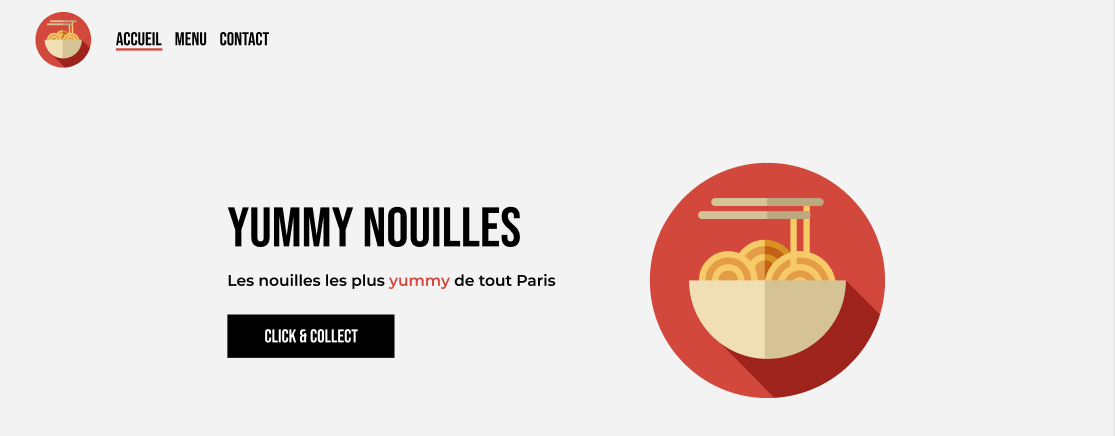 ACCUEIL MENU CONTACT
YUMMY NOUILLES
Les nouilles les plus yummy de tout Paris
CLICK & COLLECT